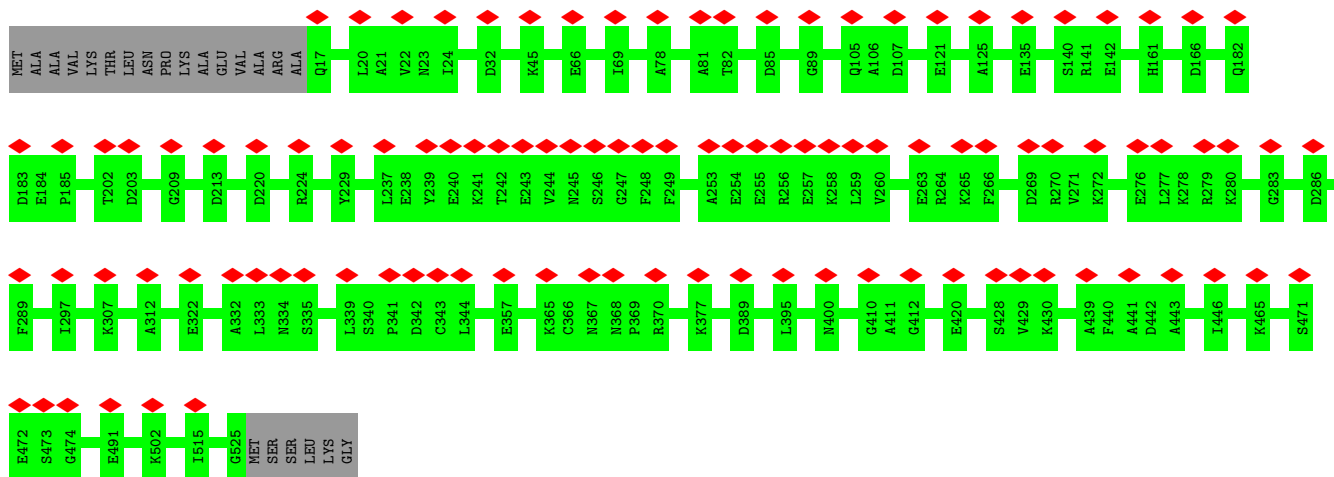 MET ALA ALA VAL LYS THR LEU ASN PRO LYS ALA GLU VAL ALA ARG ALA Q17 L20 A21 V22 N23 I24 D32 K45 E66 I69 A78 A81 T82 D85 G89 Q105 A106 D107 E121 A125 E135 S140 R141 E142 H161 D166 Q182
D183 E184 P185 T202 D203 G209 D213 D220 R224 Y229 L237 E238 Y239 E240 K241 T242 E243 V244 N245 S246 G247 F248 F249 A253 E254 E255 R256 E257 K258 L259 V260 E263 R264 K265 F266 D269 R270 V271 K272 E276 L277 K278 R279 K280 G283 D286
F289 I297 K307 A312 E322 A332 L333 N334 S335 L339 S340 P341 D342 C343 L344 E357 K365 C366 N367 N368 P369 R370 K377 D389 L395 N400 G410 A411 G412 E420 S428 V429 K430 A439 F440 A441 D442 A443 I446 K465 S471
E472 S473 G474 E491 K502 I515 G525 MET SER SER LEU LYS GLY